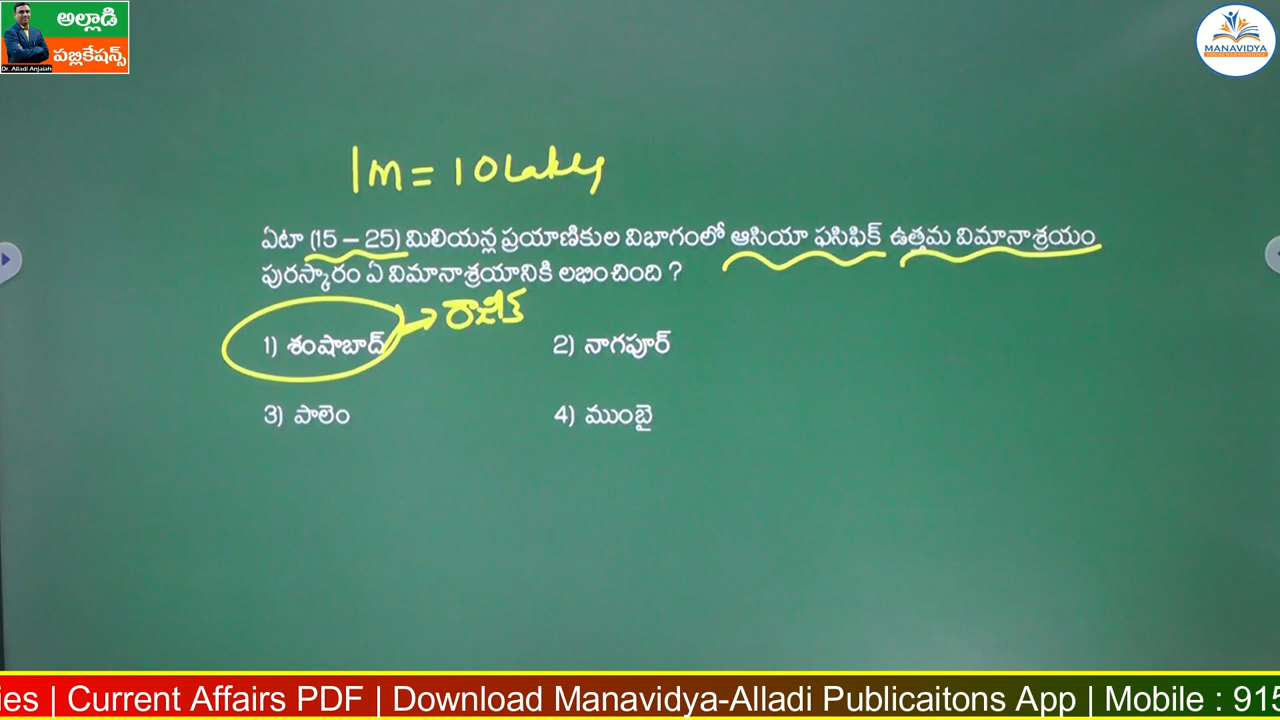 అల్లాడి
పబ్లికేషన్స్
Dr. Alladi Anjaiah
MANAVIDYA
1M = 10 Lakhs
ఏటా (15 – 25) మిలియన్ల ప్రయాణికుల విభాగంలో ఆసియా ఫసిఫిక్ ఉత్తమ విమానాశ్రయం
పురస్కారం ఏ విమానాశ్రయానికి లభించింది ?
రాజీవ్
1) శంషాబాద్ 2) నాగపూర్
3) పాలెం 4) ముంబై
ies | Current Affairs PDF | Download Manavidya-Alladi Publicaitons App | Mobile : 915